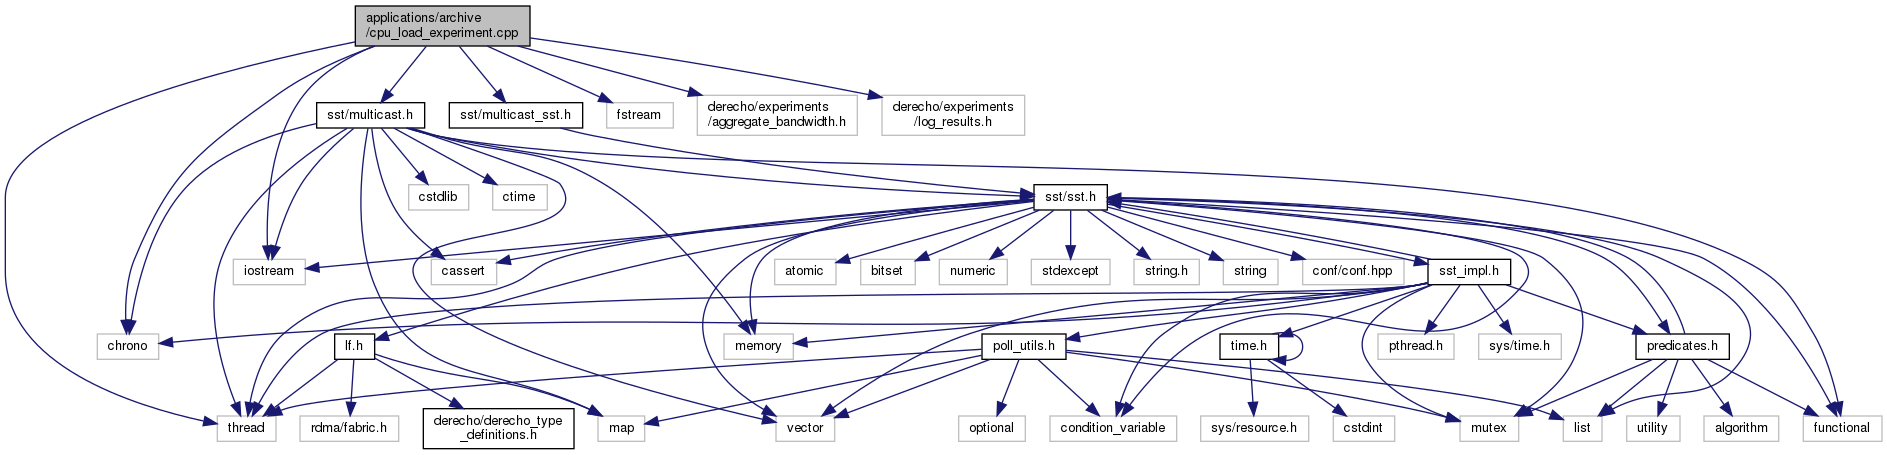 applications/archive
/cpu_load_experiment.cpp
sst/multicast.h
sst/multicast_sst.h
fstream
derecho/experiments
/aggregate_bandwidth.h
derecho/experiments
/log_results.h
cstdlib
ctime
sst/sst.h
iostream
cassert
atomic
bitset
numeric
stdexcept
string.h
string
conf/conf.hpp
sst_impl.h
chrono
lf.h
memory
poll_utils.h
time.h
pthread.h
sys/time.h
predicates.h
thread
rdma/fabric.h
derecho/derecho_type
_definitions.h
map
vector
optional
condition_variable
sys/resource.h
cstdint
mutex
list
utility
algorithm
functional